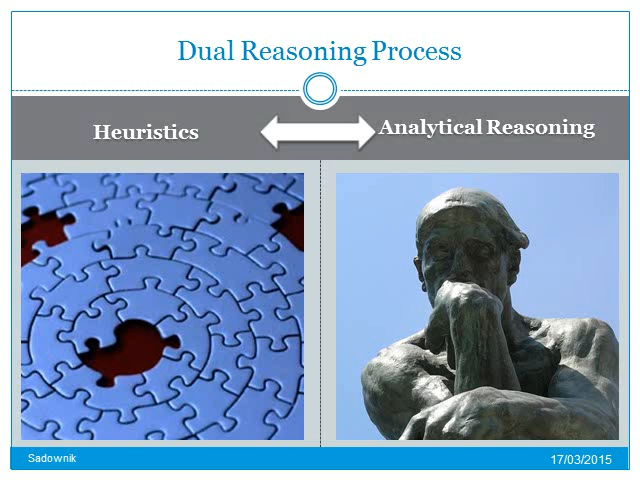 Dual Reasoning Process
Heuristics
Analytical Reasoning
Sadownik
17/03/2015